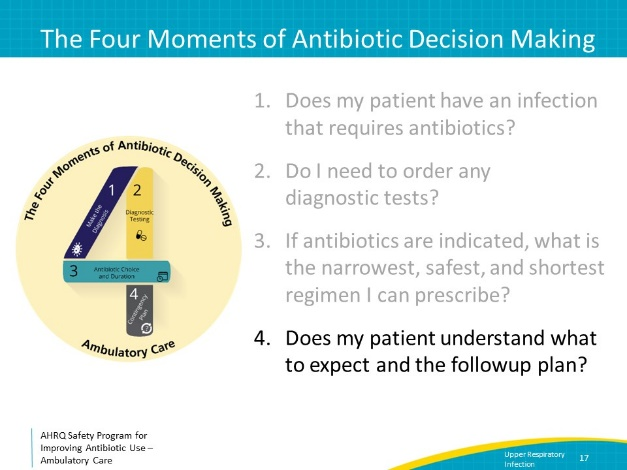 The Four Moments of Antibiotic Decision Making
The Four Moments of Antibiotic Decision Making
1
Make the
Diagnosis
2
Diagnostic
Testing
3
Antibiotic Choice
and Duration
4
Contingency
Plan
Ambulatory Care
1. Does my patient have an infection
that requires antibiotics?
2. Do I need to order any
diagnostic tests?
3. If antibiotics are indicated, what is
the narrowest, safest, and shortest
regimen I can prescribe?
4. Does my patient understand what
to expect and the followup plan?
AHRQ Safety Program for
Improving Antibiotic Use –
Ambulatory Care
Upper Respiratory
Infection
17